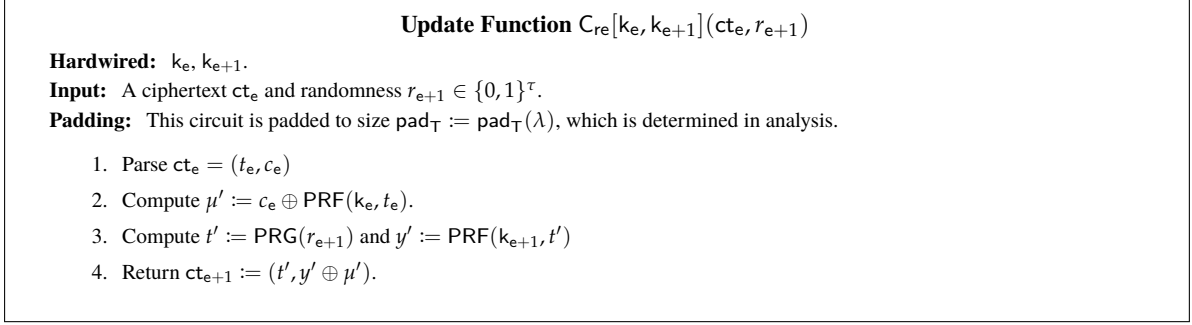 Update Function C_re[k_e, k_e+1](ct_e, r_e+1)
Hardwired: k_e, k_e+1.
Input: A ciphertext ct_e and randomness r_e+1 ∈ {0, 1}^τ.
Padding: This circuit is padded to size pad_T := pad_T(λ), which is determined in analysis.
1. Parse ct_e = (t_e, c_e)
2. Compute μ′ := c_e ⊕ PRF(k_e, t_e).
3. Compute t′ := PRG(r_e+1) and y′ := PRF(k_e+1, t′)
4. Return ct_e+1 := (t′, y′ ⊕ μ′).